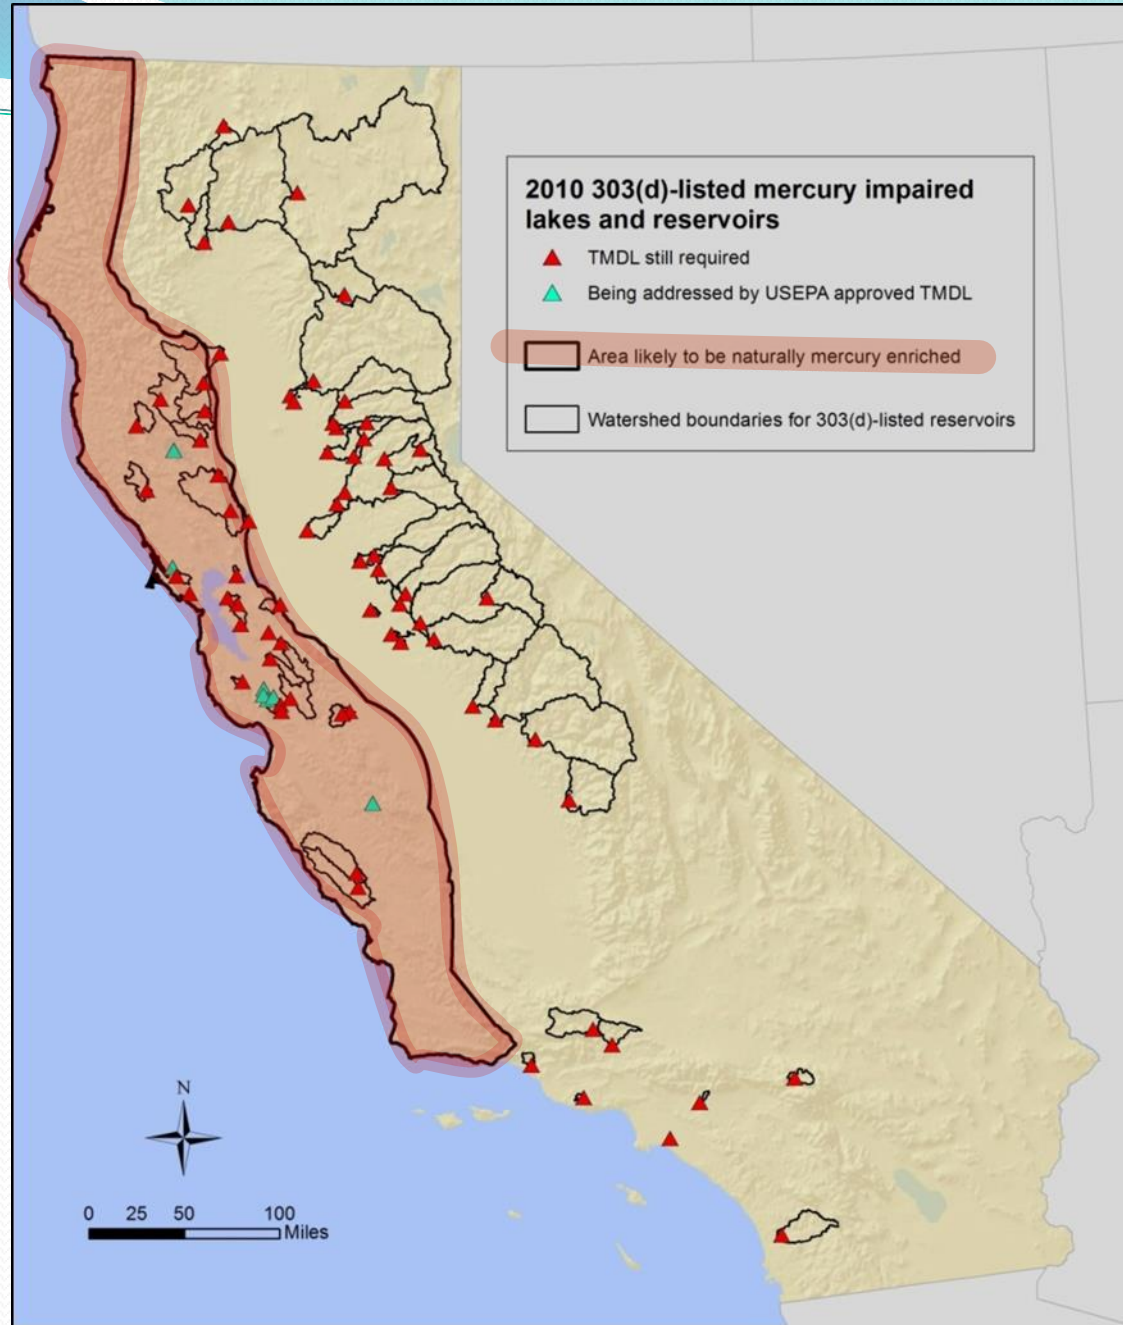 2010 303(d)-listed mercury impaired
lakes and reservoirs
TMDL still required
Being addressed by USEPA approved TMDL
Area likely to be naturally mercury enriched
Watershed boundaries for 303(d)-listed reservoirs
N
0 25 50 100
Miles